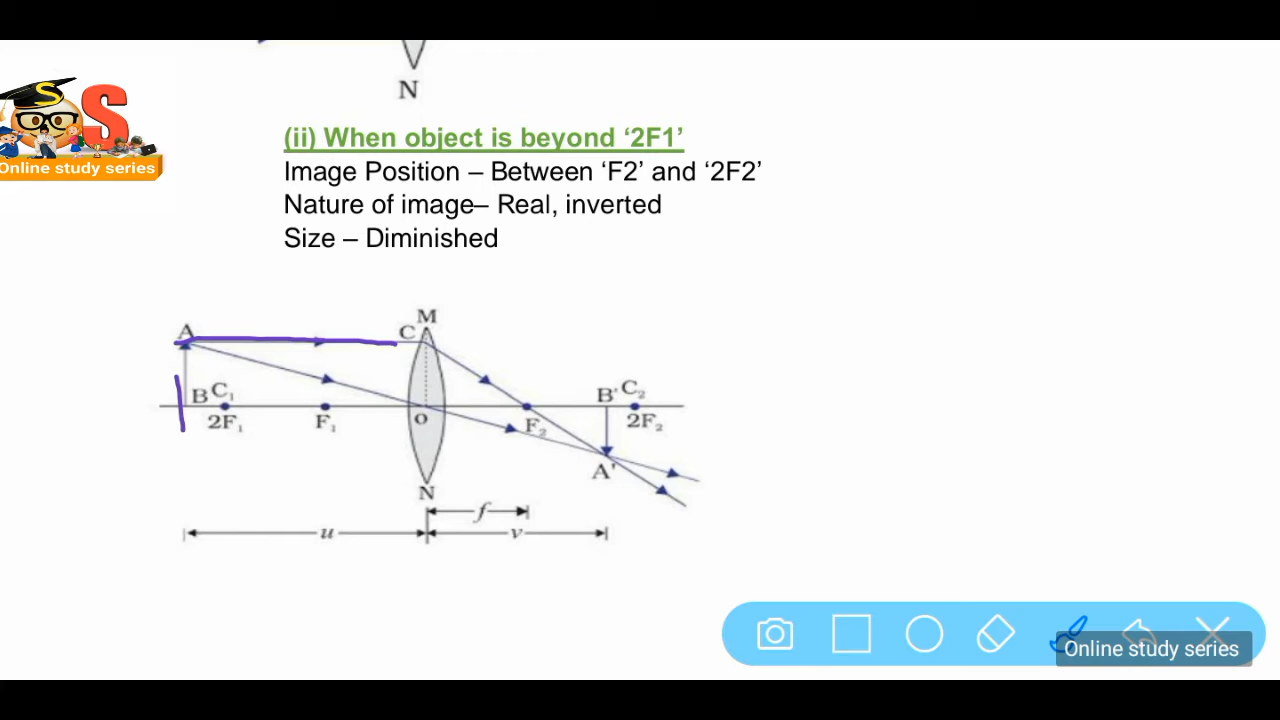 N
S
S
Online study series
(ii) When object is beyond ‘2F1’
Image Position – Between ‘F2’ and ‘2F2’
Nature of image– Real, inverted
Size – Diminished
M
A
C
B C₁
B' C₂
2F₁
F₁
O
F₂
2F₂
A'
N
f
u
v
Online study series